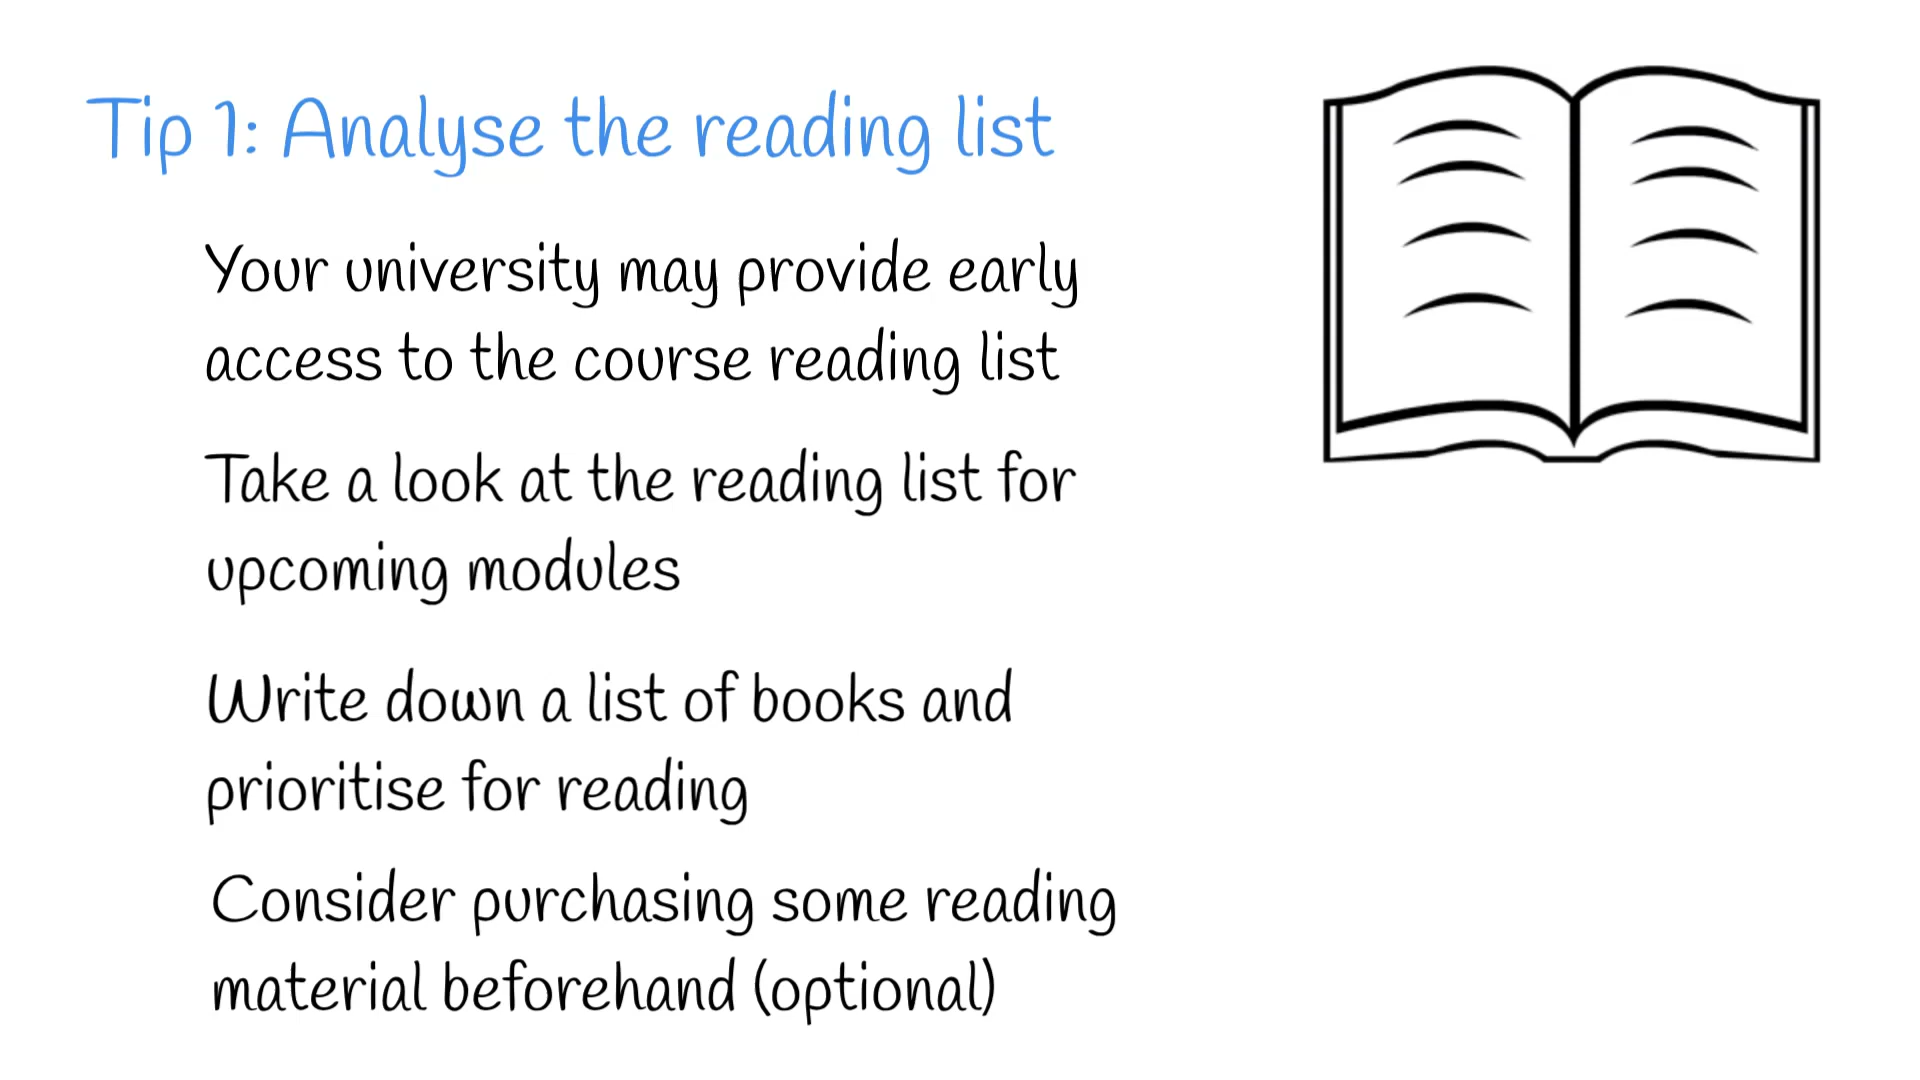 Tip 1: Analyse the reading list
Your university may provide early
access to the course reading list
Take a look at the reading list for
upcoming modules
Write down a list of books and
prioritise for reading
Consider purchasing some reading
material beforehand (optional)